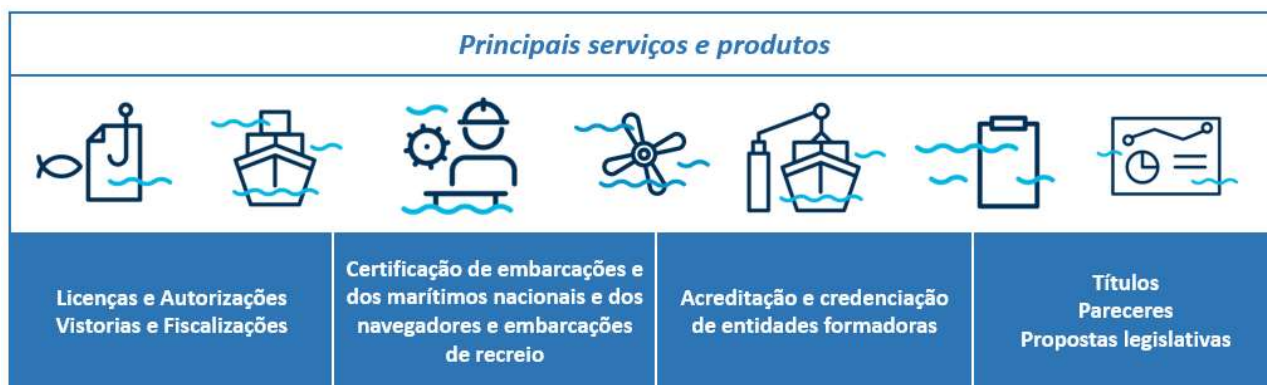 Principais serviços e produtos
Licenças e Autorizações
Vistorias e Fiscalizações
Certificação de embarcações e
dos marítimos nacionais e dos
navegadores e embarcações
de recreio
Acreditação e credenciação
de entidades formadoras
Títulos
Pareceres
Propostas legislativas